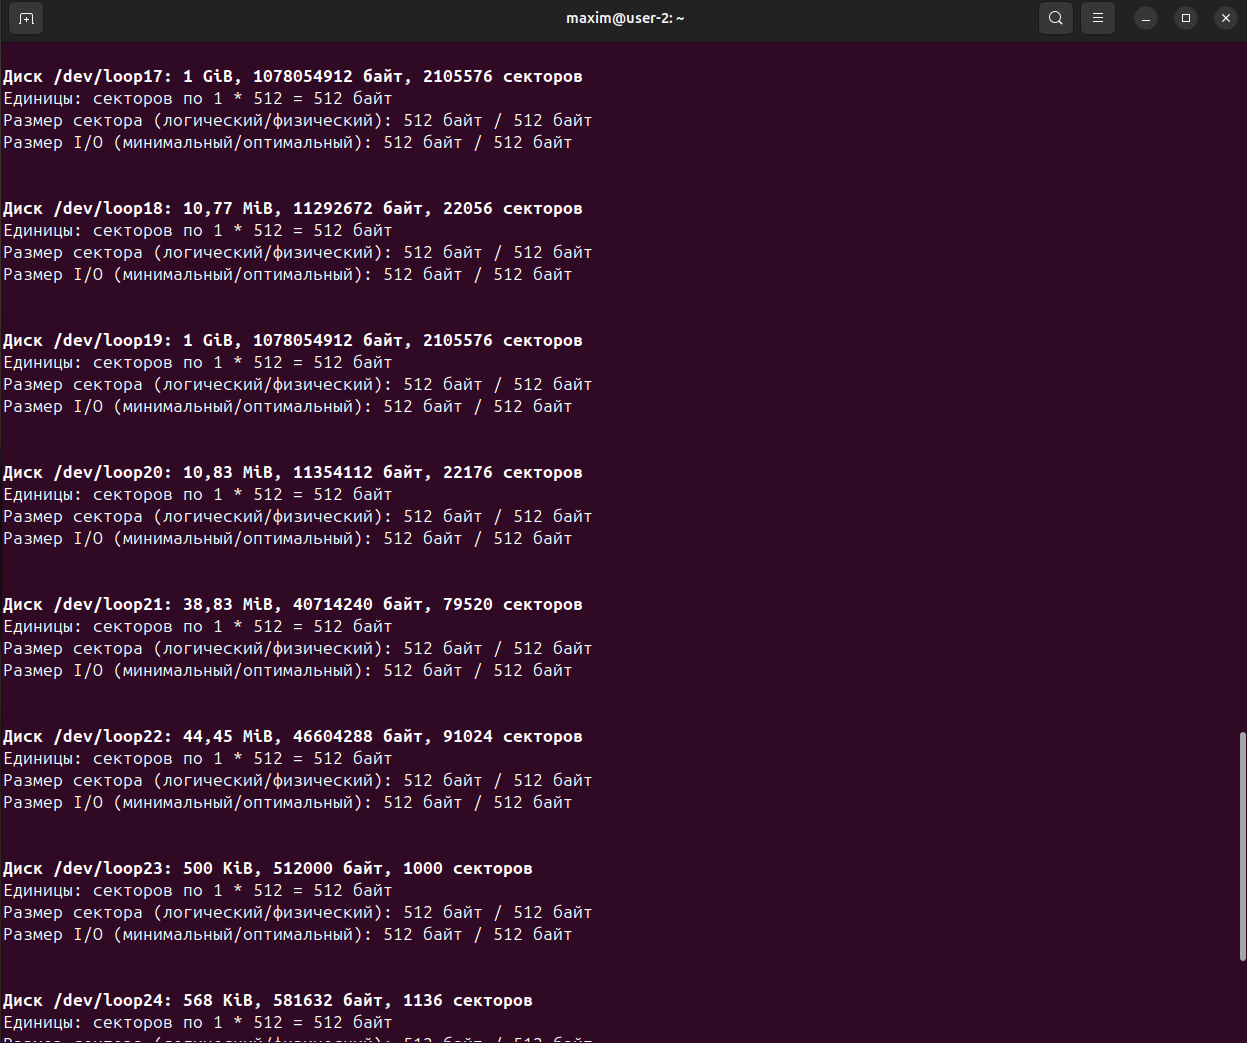 maxim@user-2: ~
Диск /dev/loop17: 1 GiB, 1078054912 байт, 2105576 секторов
Единицы: секторов по 1 * 512 = 512 байт
Размер сектора (логический/физический): 512 байт / 512 байт
Размер I/O (минимальный/оптимальный): 512 байт / 512 байт
Диск /dev/loop18: 10,77 MiB, 11292672 байт, 22056 секторов
Единицы: секторов по 1 * 512 = 512 байт
Размер сектора (логический/физический): 512 байт / 512 байт
Размер I/O (минимальный/оптимальный): 512 байт / 512 байт
Диск /dev/loop19: 1 GiB, 1078054912 байт, 2105576 секторов
Единицы: секторов по 1 * 512 = 512 байт
Размер сектора (логический/физический): 512 байт / 512 байт
Размер I/O (минимальный/оптимальный): 512 байт / 512 байт
Диск /dev/loop20: 10,83 MiB, 11354112 байт, 22176 секторов
Единицы: секторов по 1 * 512 = 512 байт
Размер сектора (логический/физический): 512 байт / 512 байт
Размер I/O (минимальный/оптимальный): 512 байт / 512 байт
Диск /dev/loop21: 38,83 MiB, 40714240 байт, 79520 секторов
Единицы: секторов по 1 * 512 = 512 байт
Размер сектора (логический/физический): 512 байт / 512 байт
Размер I/O (минимальный/оптимальный): 512 байт / 512 байт
Диск /dev/loop22: 44,45 MiB, 46604288 байт, 91024 секторов
Единицы: секторов по 1 * 512 = 512 байт
Размер сектора (логический/физический): 512 байт / 512 байт
Размер I/O (минимальный/оптимальный): 512 байт / 512 байт
Диск /dev/loop23: 500 KiB, 512000 байт, 1000 секторов
Единицы: секторов по 1 * 512 = 512 байт
Размер сектора (логический/физический): 512 байт / 512 байт
Размер I/O (минимальный/оптимальный): 512 байт / 512 байт
Диск /dev/loop24: 568 KiB, 581632 байт, 1136 секторов
Единицы: секторов по 1 * 512 = 512 байт